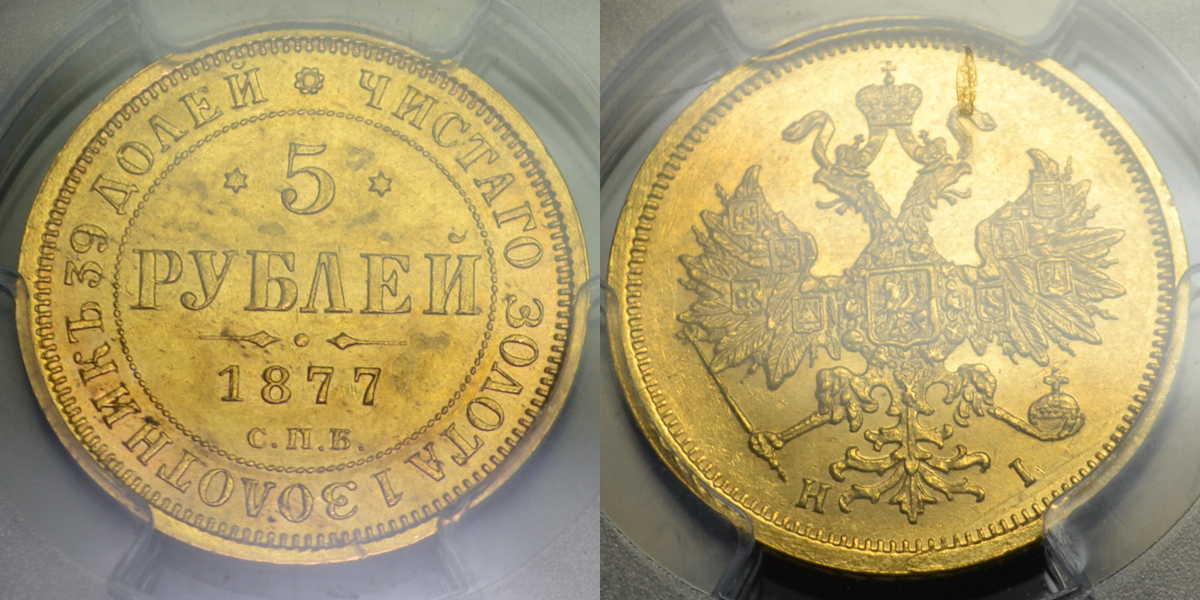 ЧИСТАГО ЗОЛОТА 1 ЗОЛОТНИКЪ 39 ДОЛЕЙ
5
РУБЛЕЙ
1877
С.П.Б.
Н I